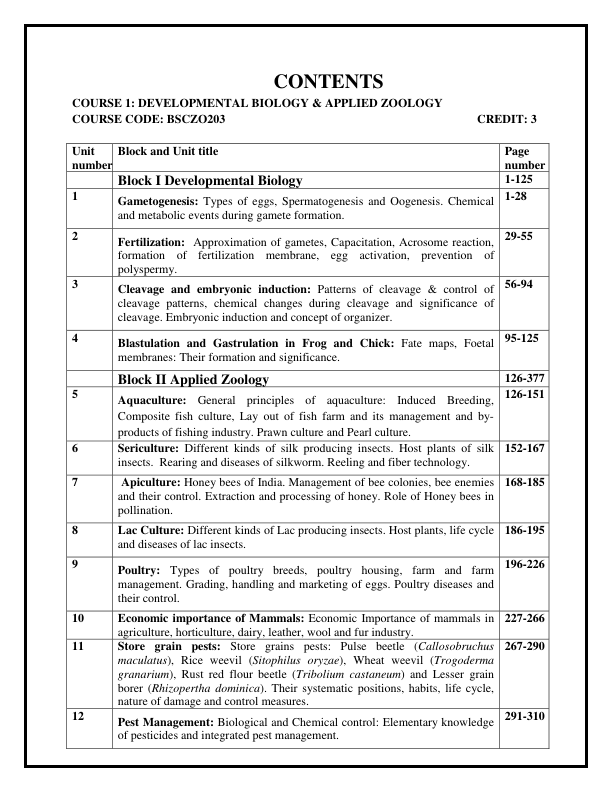 CONTENTS
COURSE 1: DEVELOPMENTAL BIOLOGY & APPLIED ZOOLOGY
COURSE CODE: BSCZO203 CREDIT: 3
Unit Block and Unit title Page
number number
Block I Developmental Biology 1-125
1 Gametogenesis: Types of eggs, Spermatogenesis and Oogenesis. Chemical 1-28
and metabolic events during gamete formation.
2 Fertilization: Approximation of gametes, Capacitation, Acrosome reaction, 29-55
formation of fertilization membrane, egg activation, prevention of
polyspermy.
3 Cleavage and embryonic induction: Patterns of cleavage & control of 56-94
cleavage patterns, chemical changes during cleavage and significance of
cleavage. Embryonic induction and concept of organizer.
4 Blastulation and Gastrulation in Frog and Chick: Fate maps, Foetal 95-125
membranes: Their formation and significance.
Block II Applied Zoology 126-377
5 Aquaculture: General principles of aquaculture: Induced Breeding, 126-151
Composite fish culture, Lay out of fish farm and its management and by-
products of fishing industry. Prawn culture and Pearl culture.
6 Sericulture: Different kinds of silk producing insects. Host plants of silk 152-167
insects. Rearing and diseases of silkworm. Reeling and fiber technology.
7 Apiculture: Honey bees of India. Management of bee colonies, bee enemies 168-185
and their control. Extraction and processing of honey. Role of Honey bees in
pollination.
8 Lac Culture: Different kinds of Lac producing insects. Host plants, life cycle 186-195
and diseases of lac insects.
9 Poultry: Types of poultry breeds, poultry housing, farm and farm 196-226
management. Grading, handling and marketing of eggs. Poultry diseases and
their control.
10 Economic importance of Mammals: Economic Importance of mammals in 227-266
agriculture, horticulture, dairy, leather, wool and fur industry.
11 Store grain pests: Store grains pests: Pulse beetle (Callosobruchus 267-290
maculatus), Rice weevil (Sitophilus oryzae), Wheat weevil (Trogoderma
granarium), Rust red flour beetle (Tribolium castaneum) and Lesser grain
borer (Rhizopertha dominica). Their systematic positions, habits, life cycle,
nature of damage and control measures.
12 Pest Management: Biological and Chemical control: Elementary knowledge 291-310
of pesticides and integrated pest management.